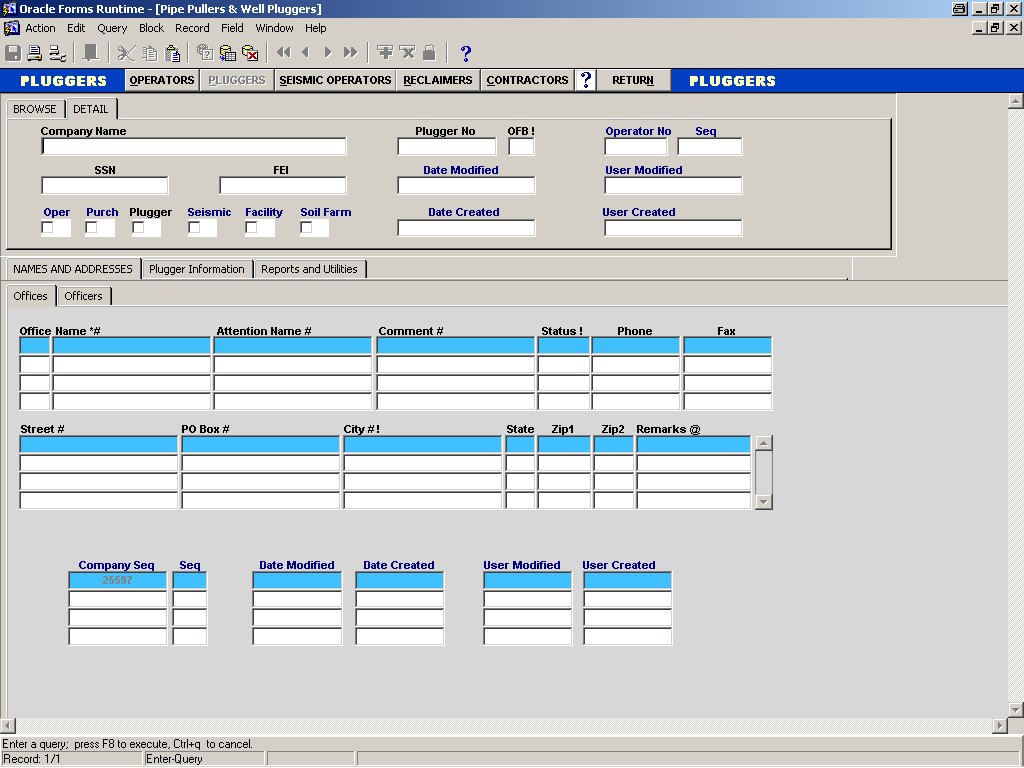 Oracle Forms Runtime - [Pipe Pullers & Well Pluggers]
Action Edit Query Block Record Field Window Help
?
PLUGGERS OPERATORS PLUGGERS SEISMIC OPERATORS RECLAIMERS CONTRACTORS ? RETURN PLUGGERS
BROWSE DETAIL
Company Name Plugger No OFB ! Operator No Seq
SSN FEI Date Modified User Modified
Oper Purch Plugger Seismic Facility Soil Farm Date Created User Created
NAMES AND ADDRESSES Plugger Information Reports and Utilities
Offices Officers
Office Name *# Attention Name # Comment # Status ! Phone Fax
Street # PO Box # City # ! State Zip1 Zip2 Remarks @
Company Seq Seq Date Modified Date Created User Modified User Created
25597
Enter a query; press F8 to execute, Ctrl+q to cancel.
Record: 1/1 Enter-Query